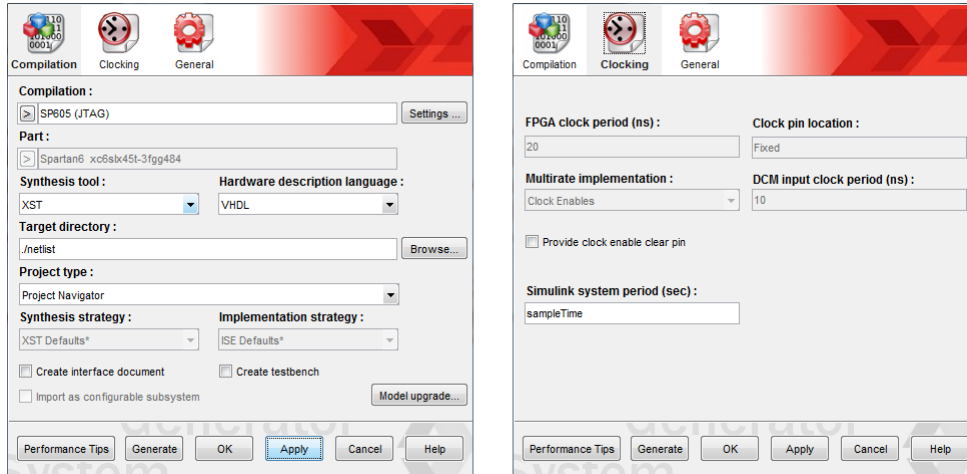 Compilation Clocking General
Compilation :
> SP605 (JTAG) Settings ...
Part :
> Spartan6 xc6slx45t-3fgg484
Synthesis tool : Hardware description language :
XST VHDL
Target directory :
./netlist Browse...
Project type :
Project Navigator
Synthesis strategy : Implementation strategy :
XST Defaults* ISE Defaults*
Create interface document Create testbench
Import as configurable subsystem Model upgrade...
Performance Tips Generate OK Apply Cancel Help
Compilation Clocking General
FPGA clock period (ns) : Clock pin location :
20 Fixed
Multirate implementation : DCM input clock period (ns) :
Clock Enables 10
Provide clock enable clear pin
Simulink system period (sec) :
sampleTime
Performance Tips Generate OK Apply Cancel Help